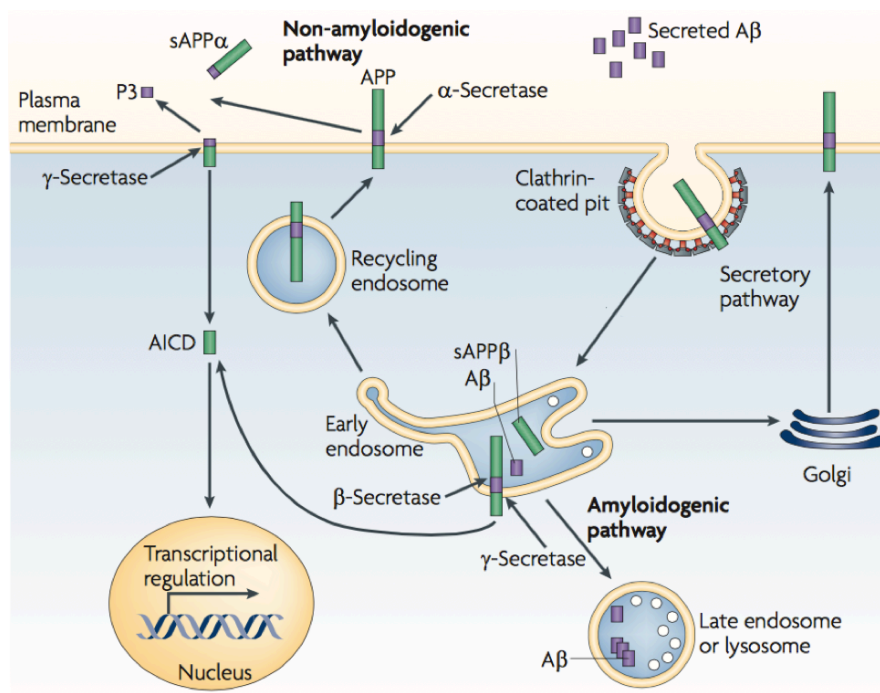 Non-amyloidogenic
pathway
sAPPα
Secreted Aβ
APP
P3
α-Secretase
Plasma
membrane
γ-Secretase
Clathrin-
coated pit
Recycling
endosome
Secretory
pathway
AICD
sAPPβ
Aβ
Early
endosome
Golgi
β-Secretase
Amyloidogenic
pathway
γ-Secretase
Transcriptional
regulation
Late endosome
or lysosome
Aβ
Nucleus